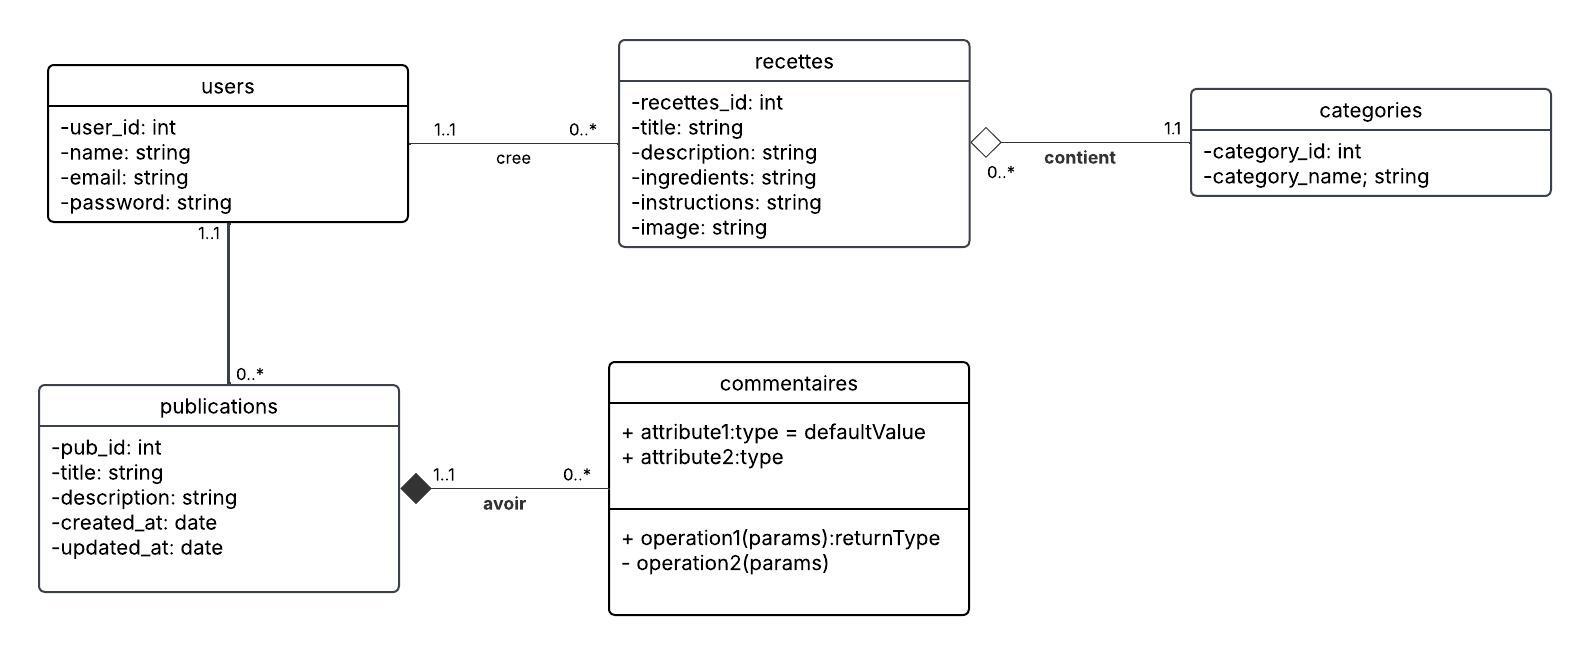 users
-user_id: int
-name: string
-email: string
-password: string
1..1
0..*
cree
recettes
-recettes_id: int
-title: string
-description: string
-ingredients: string
-instructions: string
-image: string
0..*
1.1
contient
categories
-category_id: int
-category_name; string
1..1
0..*
publications
-pub_id: int
-title: string
-description: string
-created_at: date
-updated_at: date
1..1
0..*
avoir
commentaires
+ attribute1:type = defaultValue
+ attribute2:type
+ operation1(params):returnType
- operation2(params)